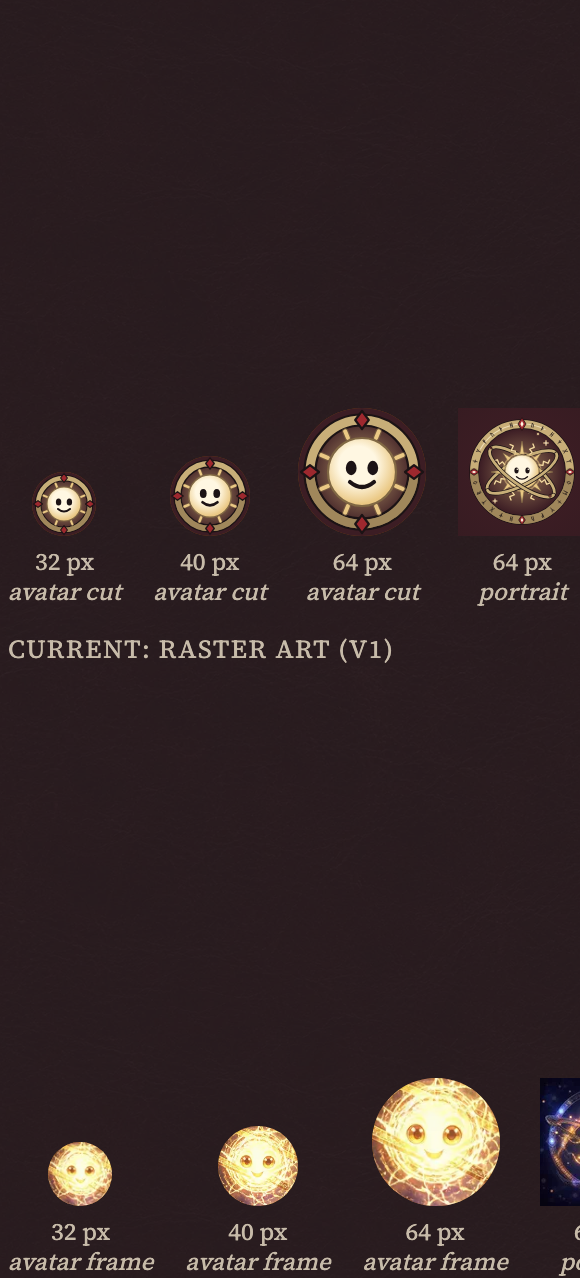 32 px 40 px 64 px 64 px
avatar cut avatar cut avatar cut portrait
CURRENT: RASTER ART (V1)
32 px 40 px 64 px
avatar frame avatar frame avatar frame